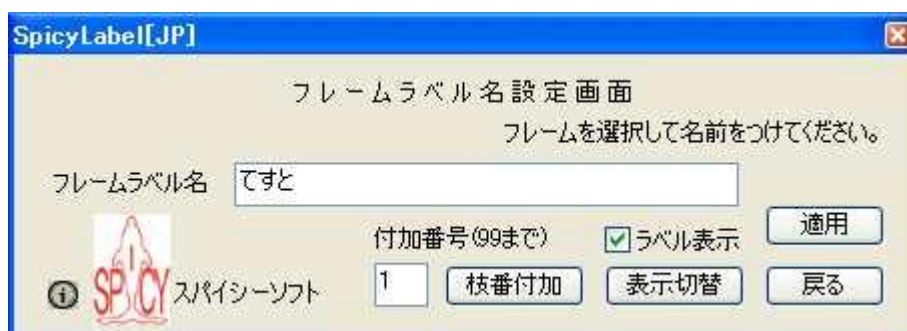 SpicyLabel[JP]
フレームラベル名設定画面
フレームを選択して名前をつけてください。
フレームラベル名 てすと
付加番号(99まで) ラベル表示 適用
SPICY スパイシーソフト 1 枝番付加 表示切替 戻る